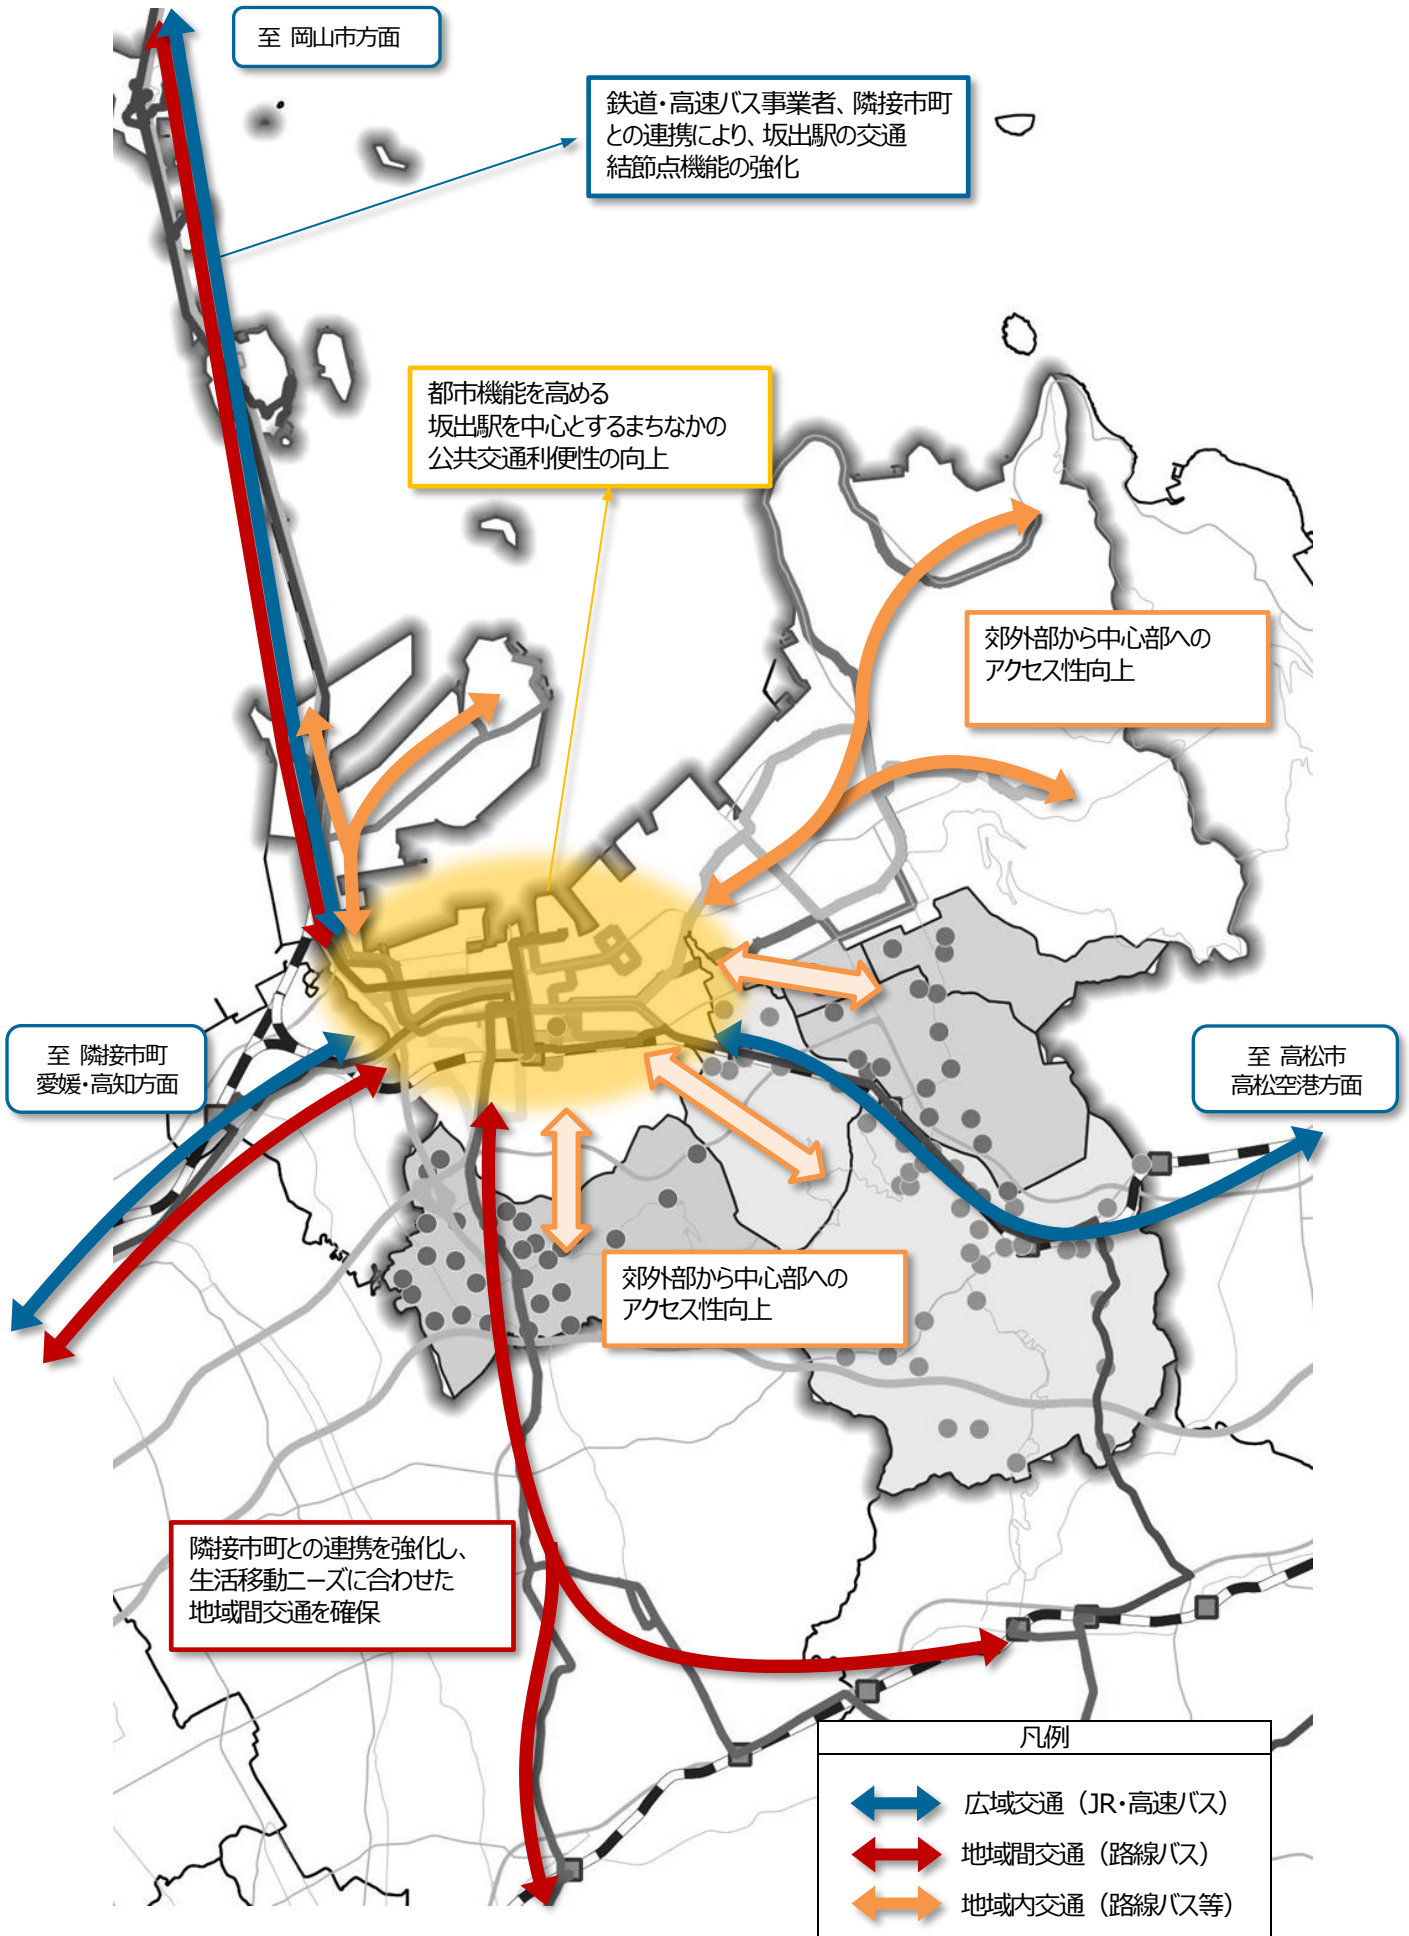 至 岡山市方面
鉄道・高速バス事業者、隣接市町
との連携により、坂出駅の交通
結節点機能の強化
都市機能を高める
坂出駅を中心とするまちなかの
公共交通利便性の向上
郊外部から中心部への
アクセス性向上
至 隣接市町
愛媛・高知方面
至 高松市
高松空港方面
郊外部から中心部への
アクセス性向上
隣接市町との連携を強化し、
生活移動ニーズに合わせた
地域間交通を確保
凡例
広域交通（JR・高速バス）
地域間交通（路線バス）
地域内交通（路線バス等）